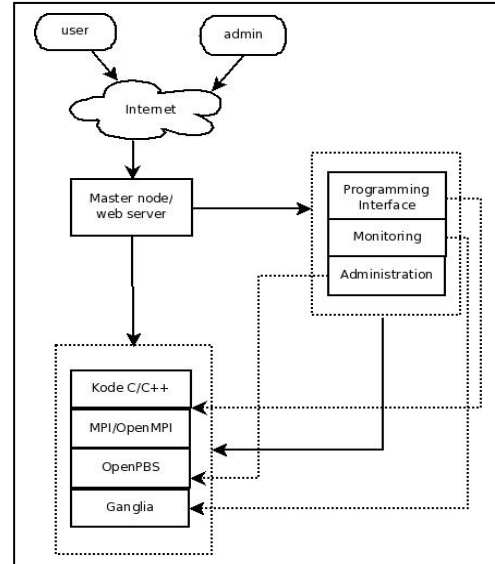 user
admin
Internet
Master node/
web server
Programming
Interface
Monitoring
Administration
Kode C/C++
MPI/OpenMPI
OpenPBS
Ganglia